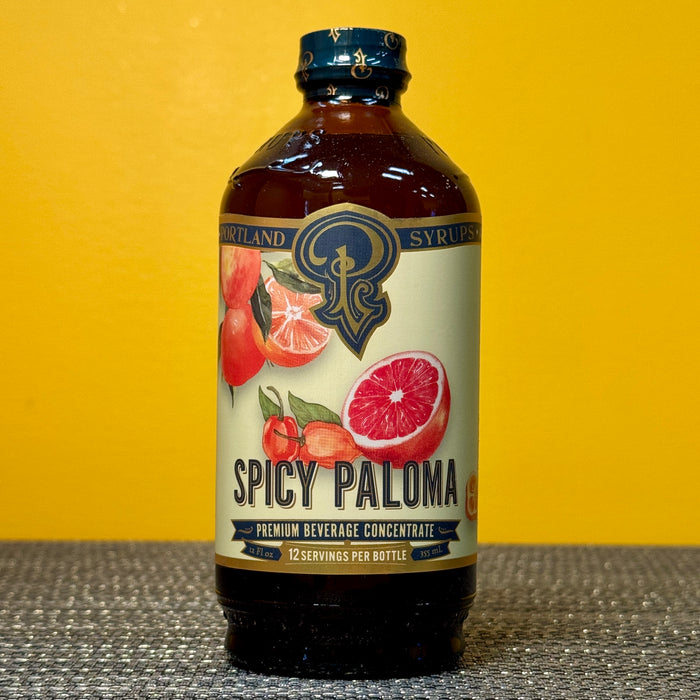 PORTLAND SYRUPS
SPICY PALOMA
PREMIUM BEVERAGE CONCENTRATE
12 Fl oz 12 SERVINGS PER BOTTLE 355 mL